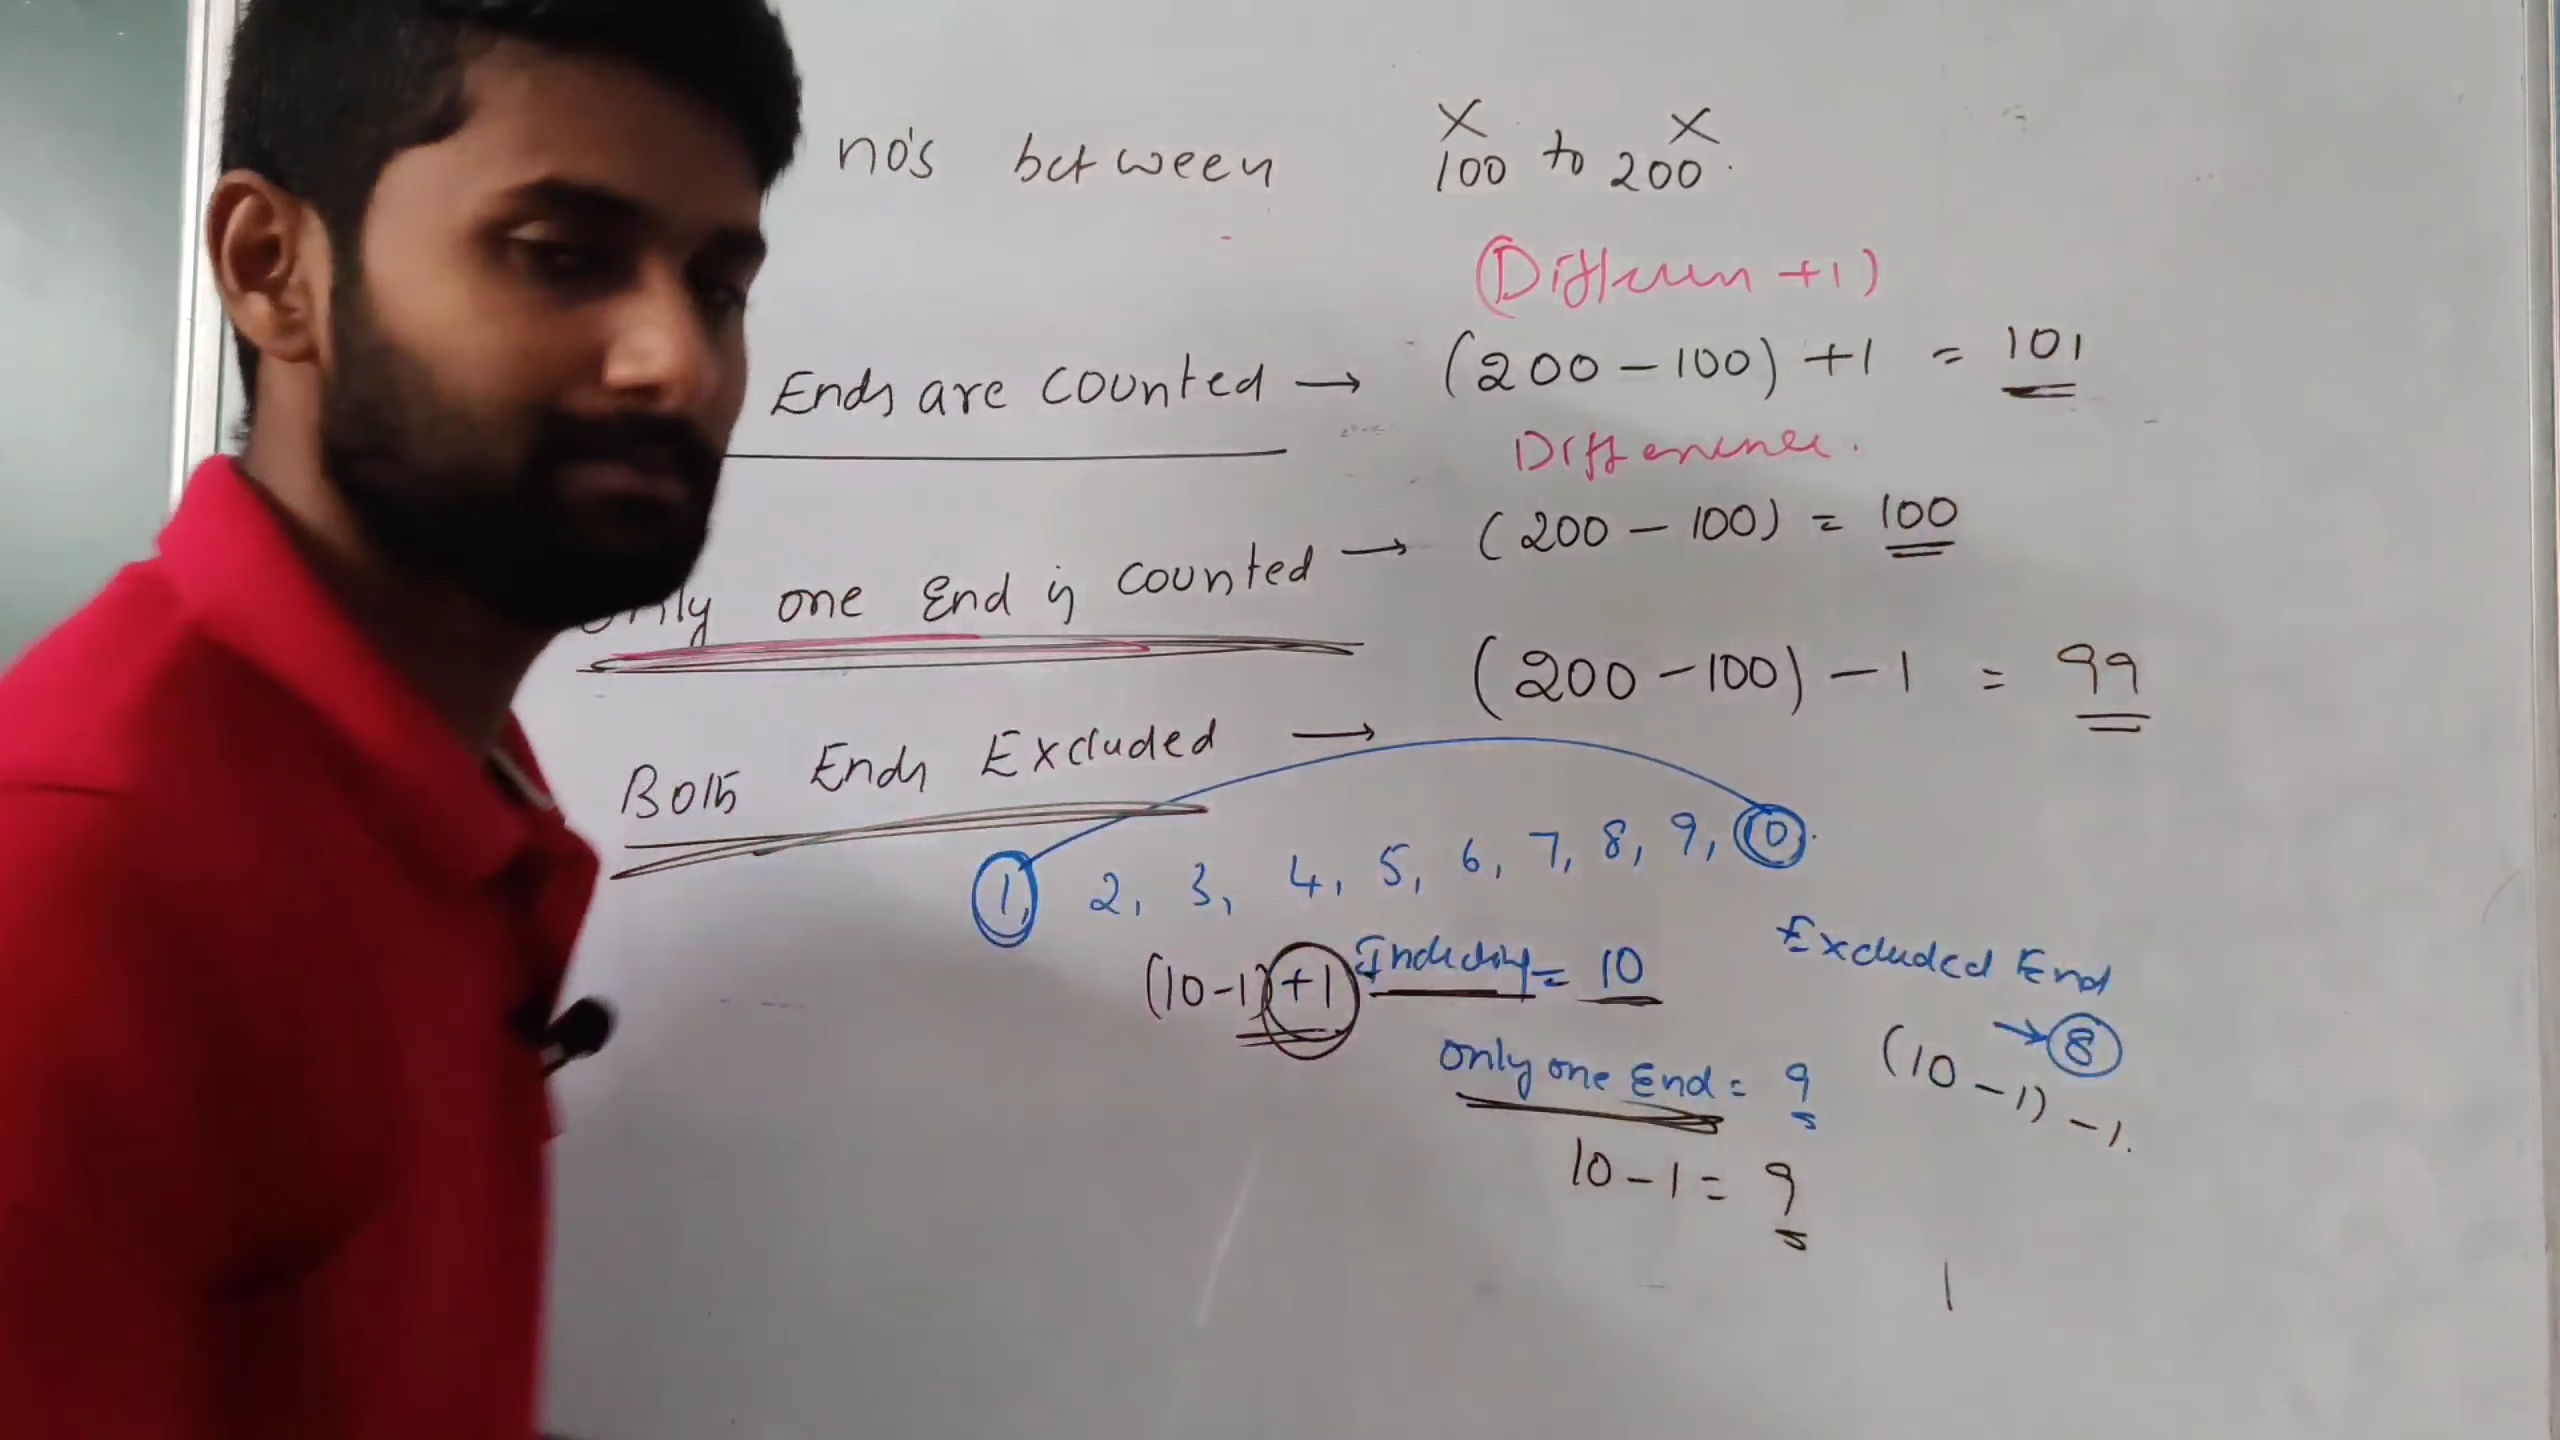 no's between
X X
100 to 200.
(Differen +1)
Ends are counted → (200 - 100) +1 = 101
Difference.
only one End is counted → (200 - 100) = 100
Both Ends Excluded → (200 - 100) - 1 = 99
1, 2, 3, 4, 5, 6, 7, 8, 9, 10.
(10-1)+1 Including = 10
Excluded End
→ 8
only one End = 9
(10 - 1) - 1.
10 - 1 = 9